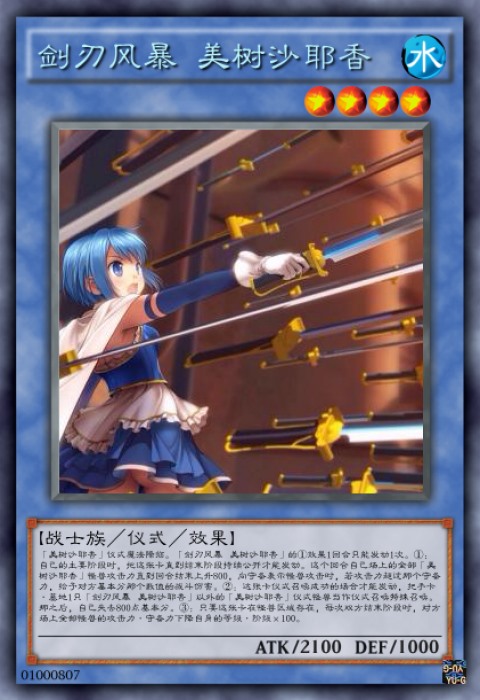 剑刃风暴 美树沙耶香
水
【战士族／仪式／效果】
「美树沙耶香」仪式魔法降临。「剑刃风暴 美树沙耶香」的①效果1回合只能发动1次。①：
自己的主要阶段时，把这张卡直到结束阶段持续公开才能发动。这个回合自己场上的全部「美
树沙耶香」怪兽攻击力直到回合结束上升800，向守备表示怪兽攻击时，若攻击力超过那个守备
力，给予对方基本分那个数值的战斗伤害。②：这张卡仪式召唤成功的场合才能发动，把手卡
·墓地1只「剑刃风暴 美树沙耶香」以外的「美树沙耶香」仪式怪兽当作仪式召唤特殊召唤。
那之后，自己失去800点基本分。③：只要这张卡在怪兽区域存在，每次双方结束阶段时，对方
场上全部怪兽的攻击力·守备力下降自身的等级·阶级×100。
ATK/2100 DEF/1000
01000807